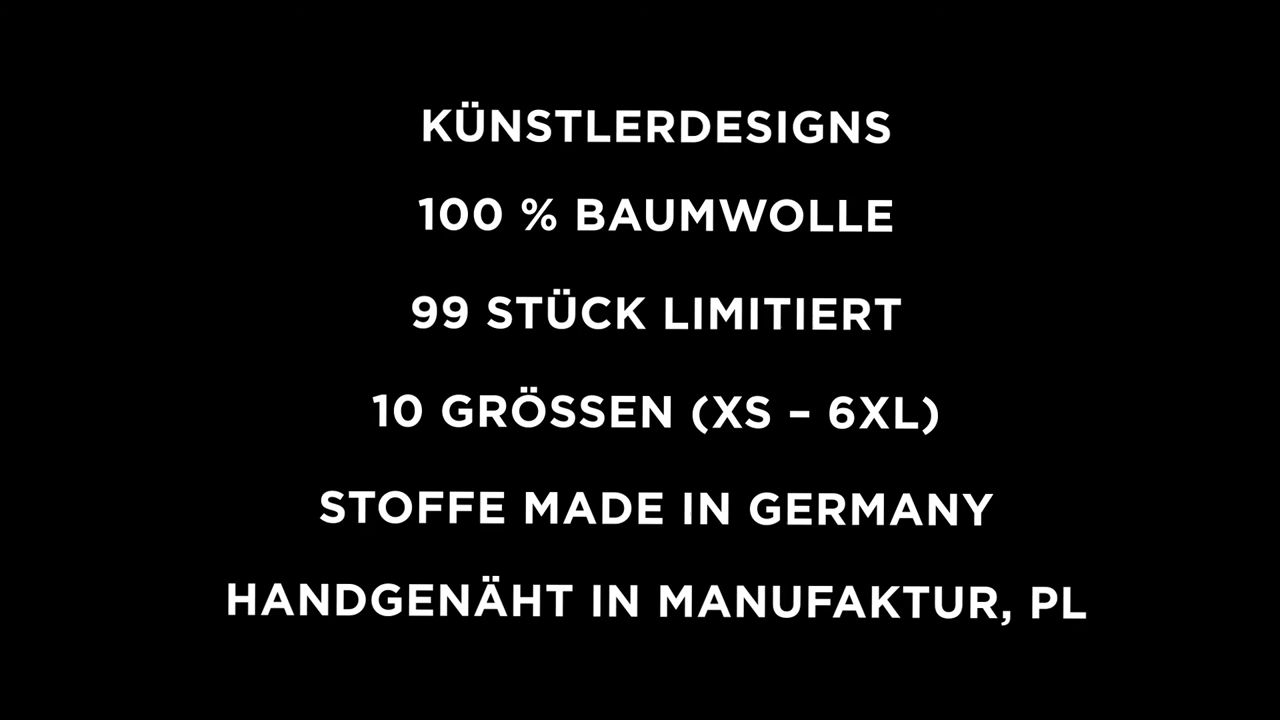 KÜNSTLERDESIGNS
100 % BAUMWOLLE
99 STÜCK LIMITIERT
10 GRÖSSEN (XS – 6XL)
STOFFE MADE IN GERMANY
HANDGENÄHT IN MANUFAKTUR, PL